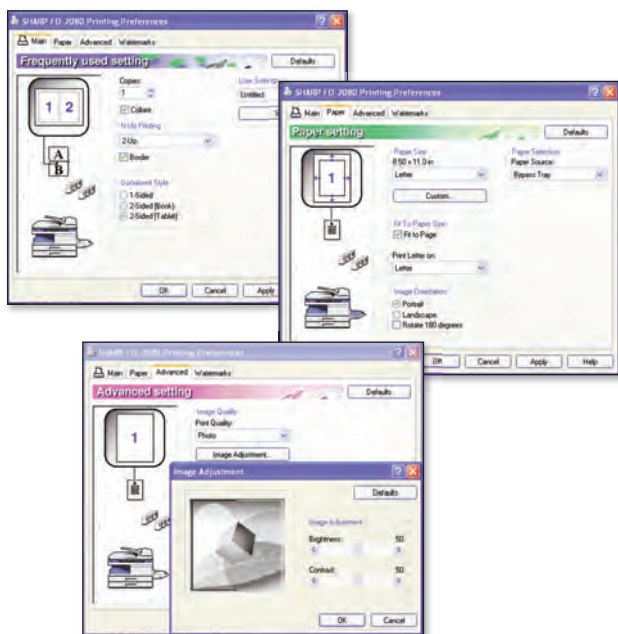 SHARP FO-2080 Printing Preferences
Main Paper Advanced Watermarks
Frequently used setting
Defaults
1 2
Copies:
1
Collate
User Settings:
Untitled
S
N-Up Printing
2-Up
Border
A
B
Document Style
1-Sided
2-Sided (Book)
2-Sided (Tablet)
OK Cancel Apply
SHARP FO-2080 Printing Preferences
Main Paper Advanced Watermarks
Paper setting
Defaults
1
Paper Size:
8.50 x 11.0 in
Letter
Custom...
Paper Selection
Paper Source:
Bypass Tray
Fit To Paper Size
Fit to Page
Print Letter on:
Letter
Image Orientation
Portrait
Landscape
Rotate 180 degrees
OK Cancel Apply Help
SHARP FO-2080 Printing Preferences
Main Paper Advanced Watermarks
Advanced setting
Defaults
1
Image Quality
Print Quality:
Photo
Image Adjustment...
Image Adjustment
Defaults
Image Adjustment
Brightness: 50
Contrast: 50
OK Cancel